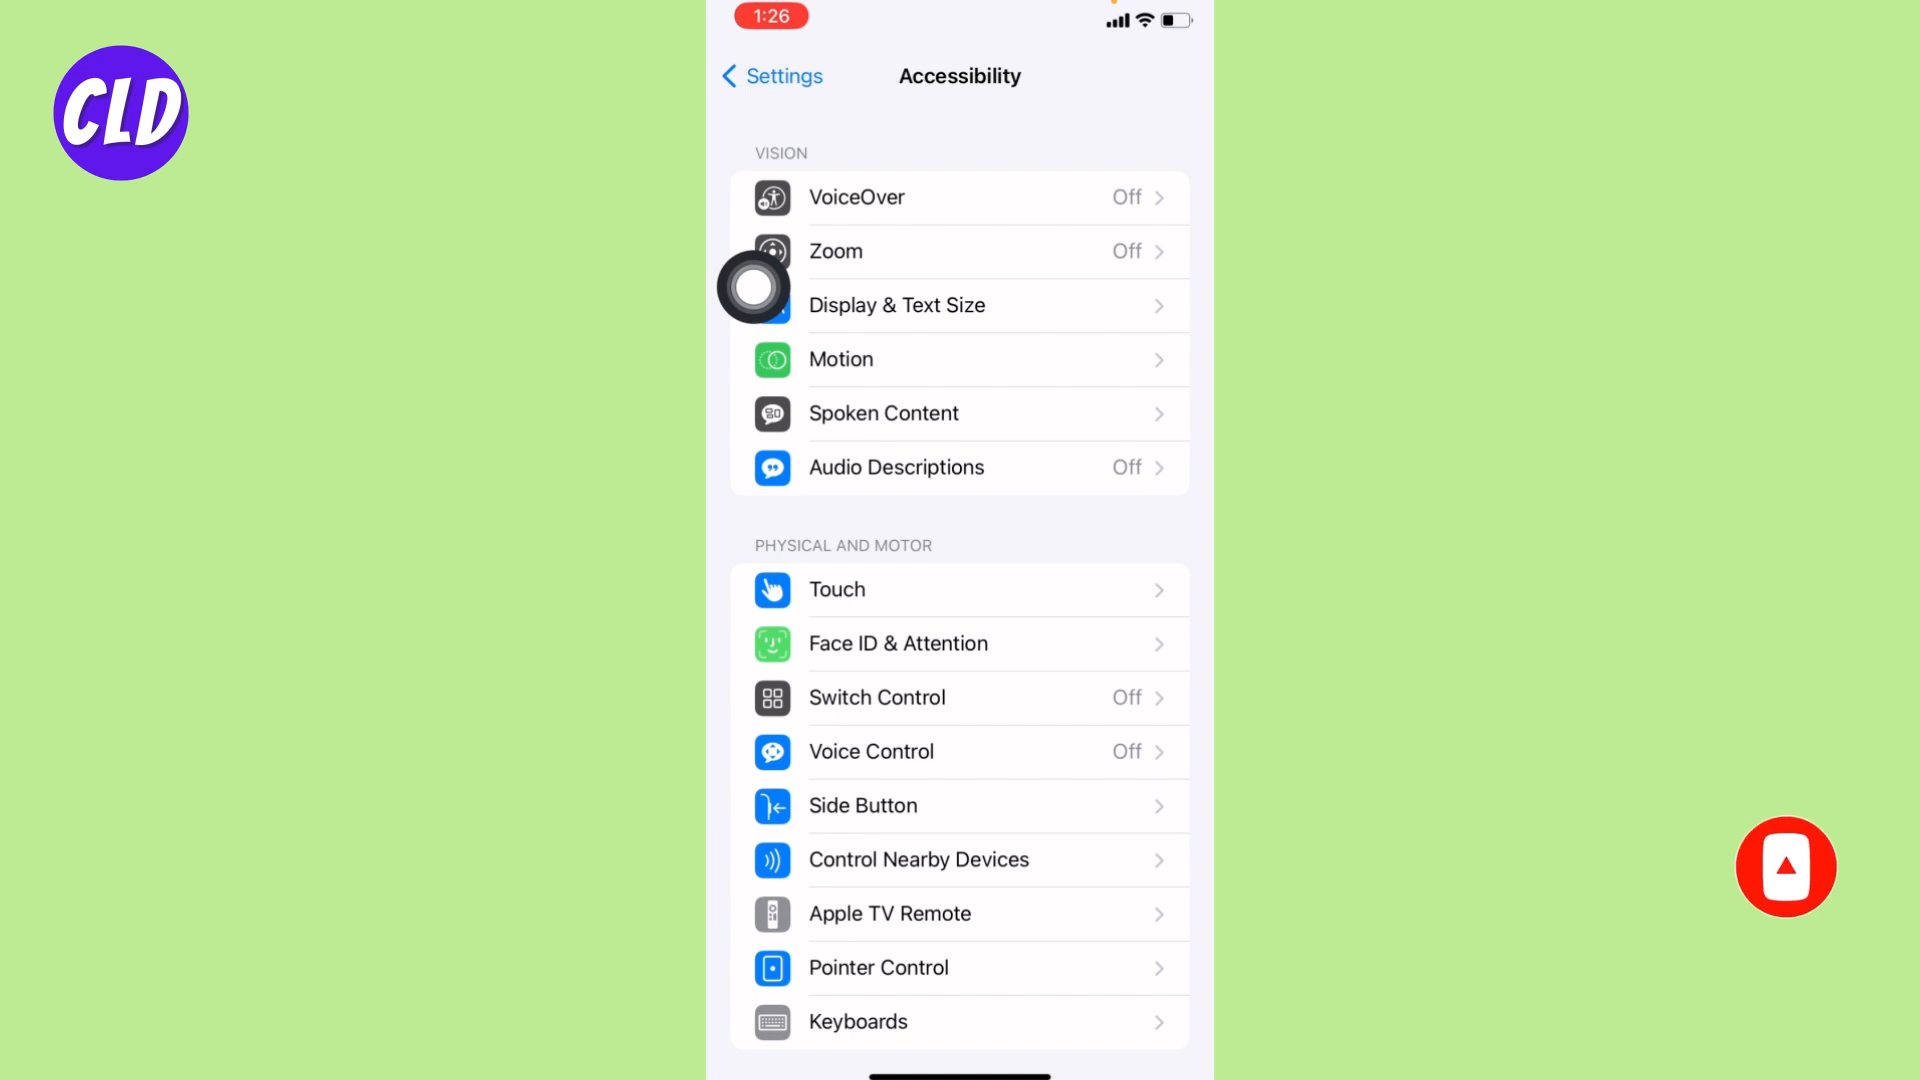 CLD
1:26
Settings
Accessibility
VISION
VoiceOver Off
Zoom Off
Display & Text Size
Motion
Spoken Content
Audio Descriptions Off
PHYSICAL AND MOTOR
Touch
Face ID & Attention
Switch Control Off
Voice Control Off
Side Button
Control Nearby Devices
Apple TV Remote
Pointer Control
Keyboards